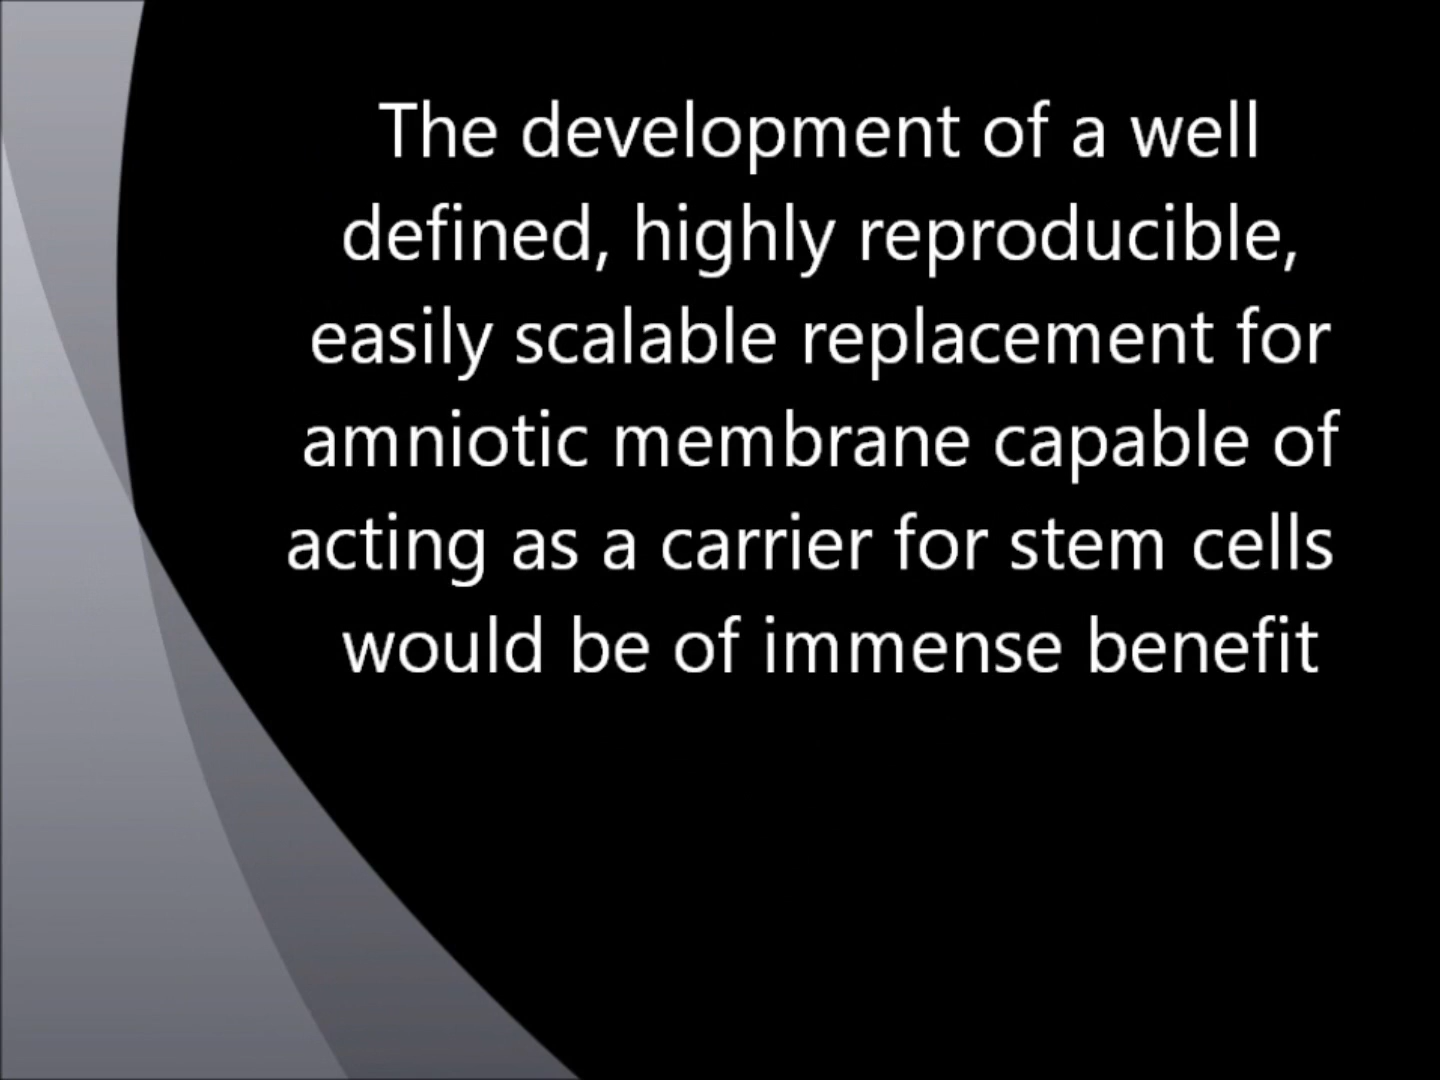 The development of a well
defined, highly reproducible,
easily scalable replacement for
amniotic membrane capable of
acting as a carrier for stem cells
would be of immense benefit